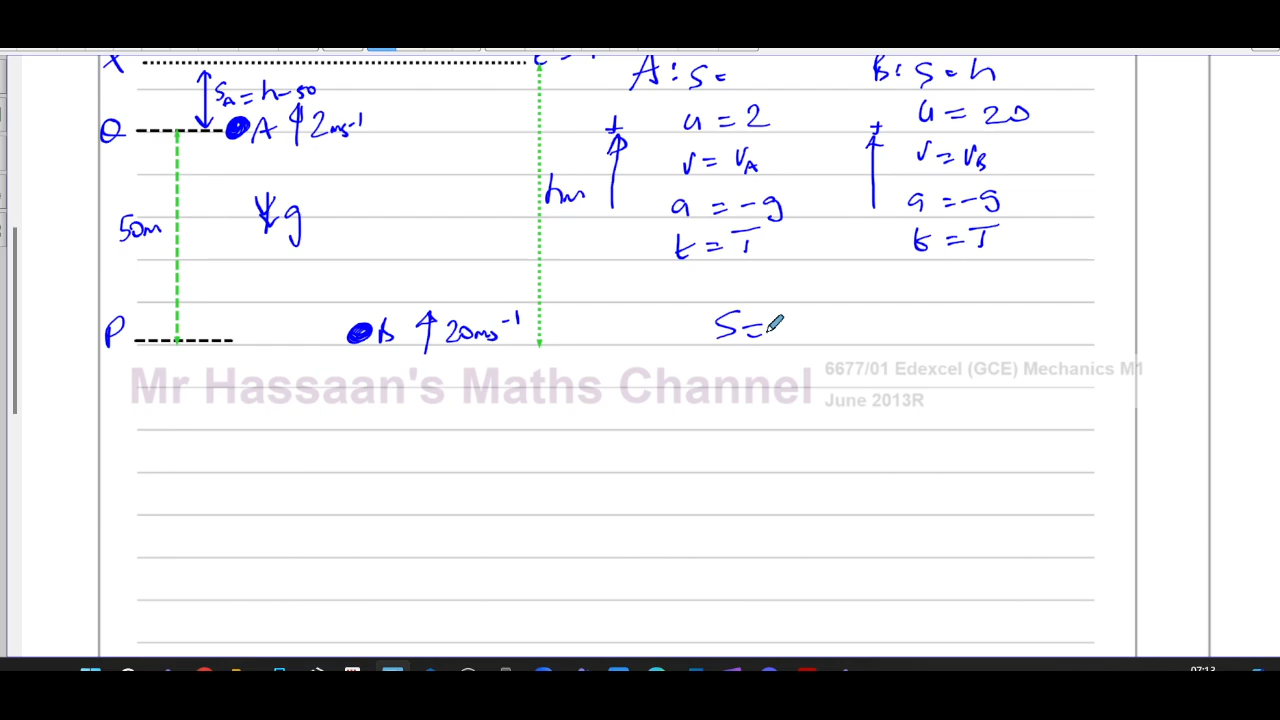 X
S_A = h-50
Q A 2ms⁻¹
50m
g
hm
P B 20ms⁻¹
A: s=
+ u = 2
v = v_A
a = -g
t = T
B: s = h
+ u = 20
v = v_B
a = -g
t = T
S=
Mr Hassaan's Maths Channel
6677/01 Edexcel (GCE) Mechanics M1
June 2013R